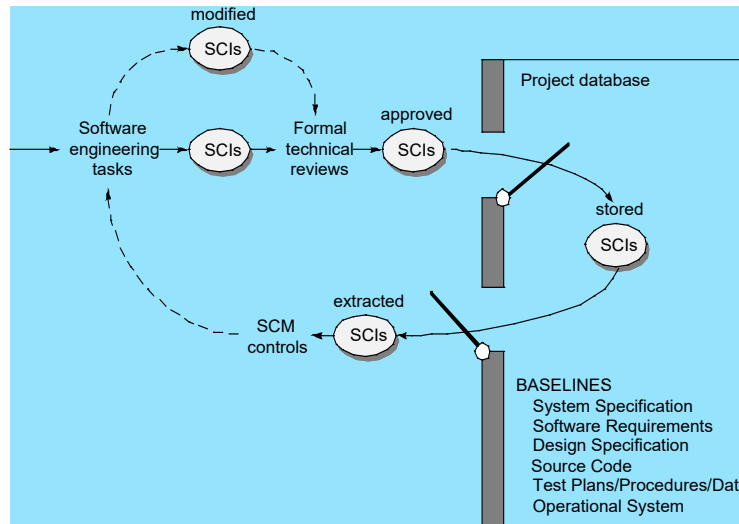 modified
SCIs
Project database
approved
Software
engineering
tasks
SCIs
Formal
technical
reviews
SCIs
stored
SCIs
extracted
SCM
controls
SCIs
BASELINES
System Specification
Software Requirements
Design Specification
Source Code
Test Plans/Procedures/Dat
Operational System